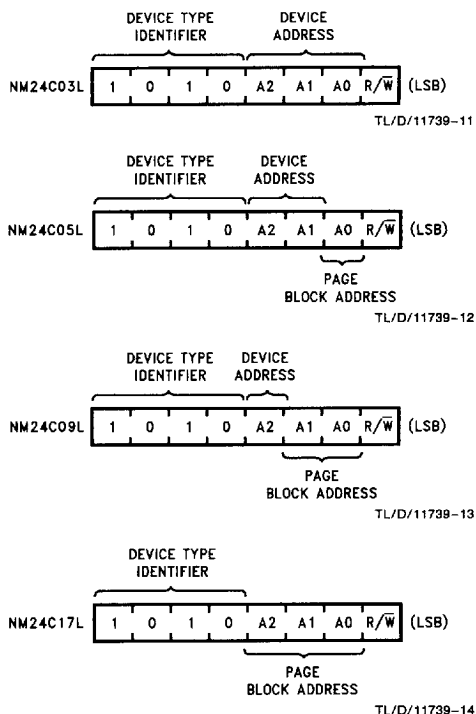 DEVICE TYPE DEVICE
IDENTIFIER ADDRESS
NM24C03L 1 0 1 0 A2 A1 A0 R/W̅ (LSB)
TL/D/11739–11
DEVICE TYPE DEVICE
IDENTIFIER ADDRESS
NM24C05L 1 0 1 0 A2 A1 A0 R/W̅ (LSB)
PAGE
BLOCK ADDRESS
TL/D/11739–12
DEVICE TYPE DEVICE
IDENTIFIER ADDRESS
NM24C09L 1 0 1 0 A2 A1 A0 R/W̅ (LSB)
PAGE
BLOCK ADDRESS
TL/D/11739–13
DEVICE TYPE
IDENTIFIER
NM24C17L 1 0 1 0 A2 A1 A0 R/W̅ (LSB)
PAGE
BLOCK ADDRESS
TL/D/11739–14